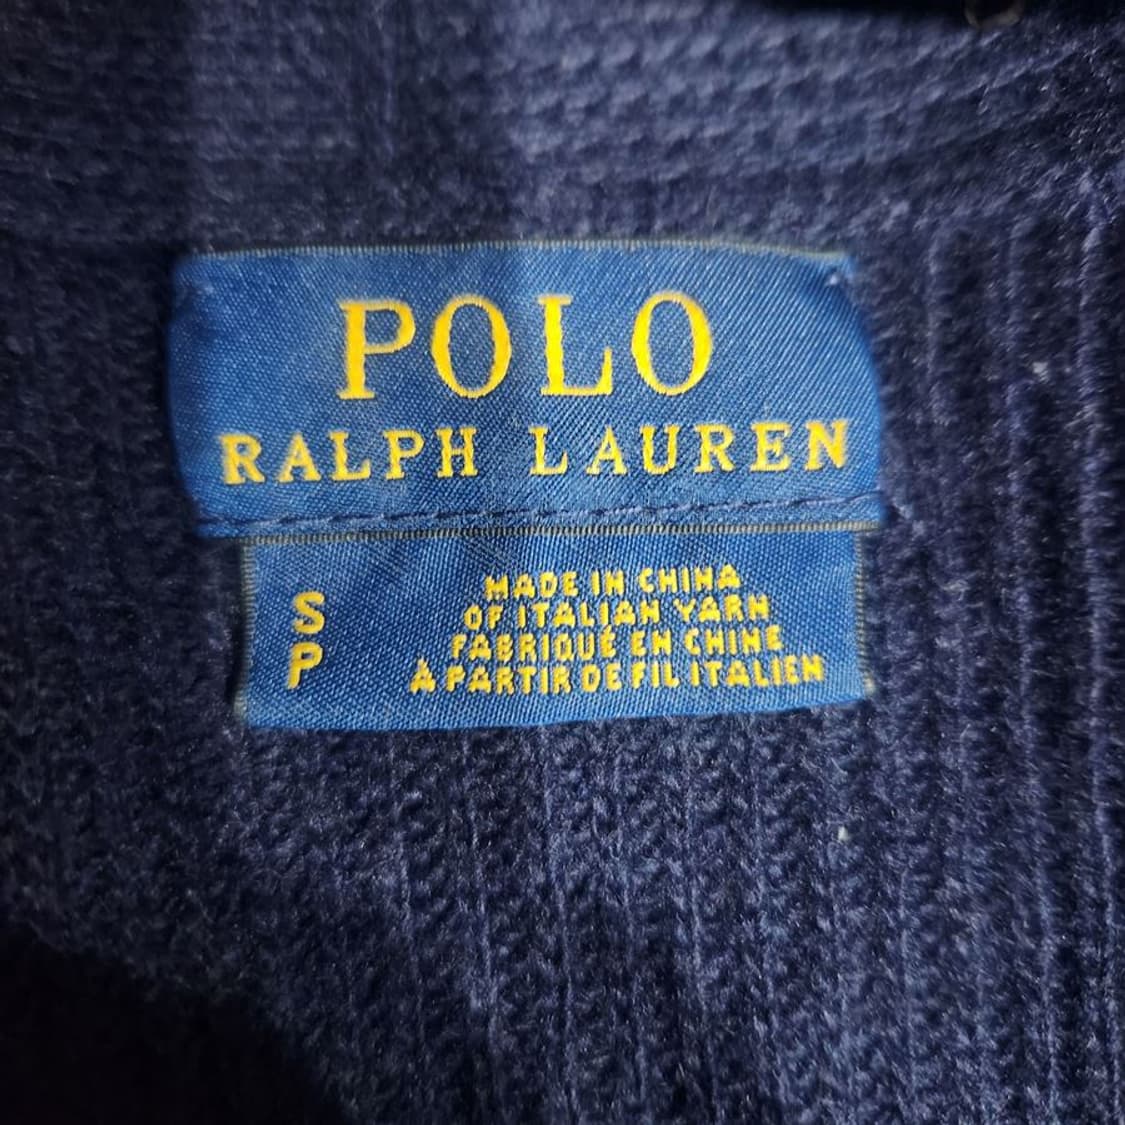 POLO
RALPH LAUREN
S
P
MADE IN CHINA
OF ITALIAN YARN
FABRIQUÉ EN CHINE
À PARTIR DE FIL ITALIEN